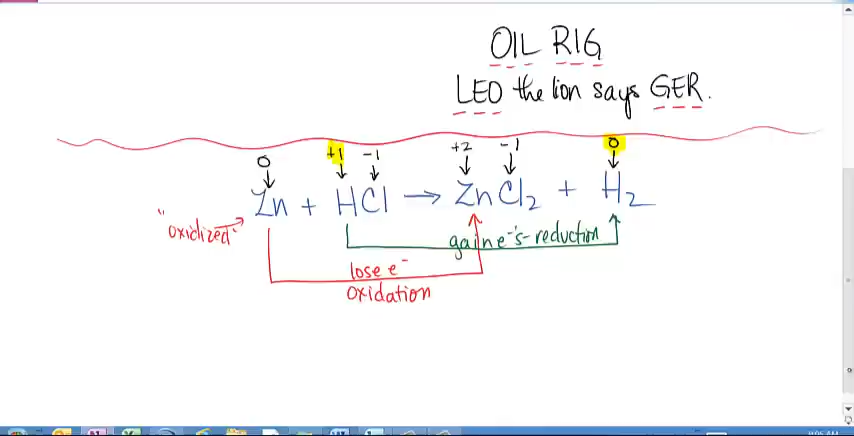 OIL RIG
LEO the lion says GER.
0 +1 -1 +2 -1 0
Zn + HCl → ZnCl2 + H2
"oxidized"
gain e-'s - reduction
lose e-
oxidation